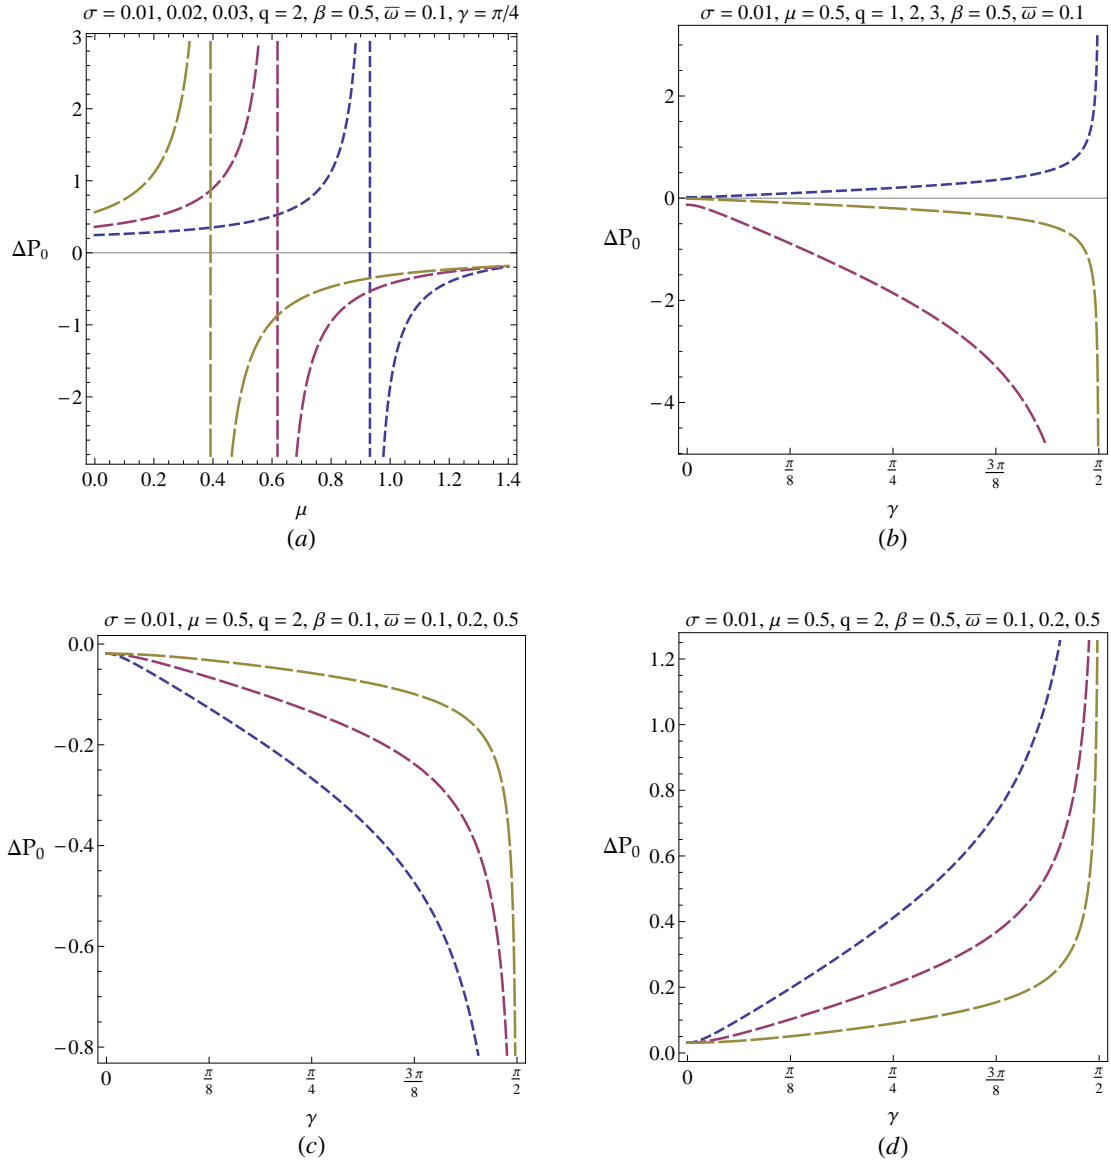 σ = 0.01, 0.02, 0.03, q = 2, β = 0.5, ϖ̅ = 0.1, γ = π/4
3
2
1
0
−1
−2
ΔP₀
0.0 0.2 0.4 0.6 0.8 1.0 1.2 1.4
μ
(a)
σ = 0.01, μ = 0.5, q = 1, 2, 3, β = 0.5, ϖ̅ = 0.1
2
0
−2
−4
ΔP₀
0 π/8 π/4 3π/8 π/2
γ
(b)
σ = 0.01, μ = 0.5, q = 2, β = 0.1, ϖ̅ = 0.1, 0.2, 0.5
0.0
−0.2
−0.4
−0.6
−0.8
ΔP₀
0 π/8 π/4 3π/8 π/2
γ
(c)
σ = 0.01, μ = 0.5, q = 2, β = 0.5, ϖ̅ = 0.1, 0.2, 0.5
1.2
1.0
0.8
0.6
0.4
0.2
0.0
ΔP₀
0 π/8 π/4 3π/8 π/2
γ
(d)